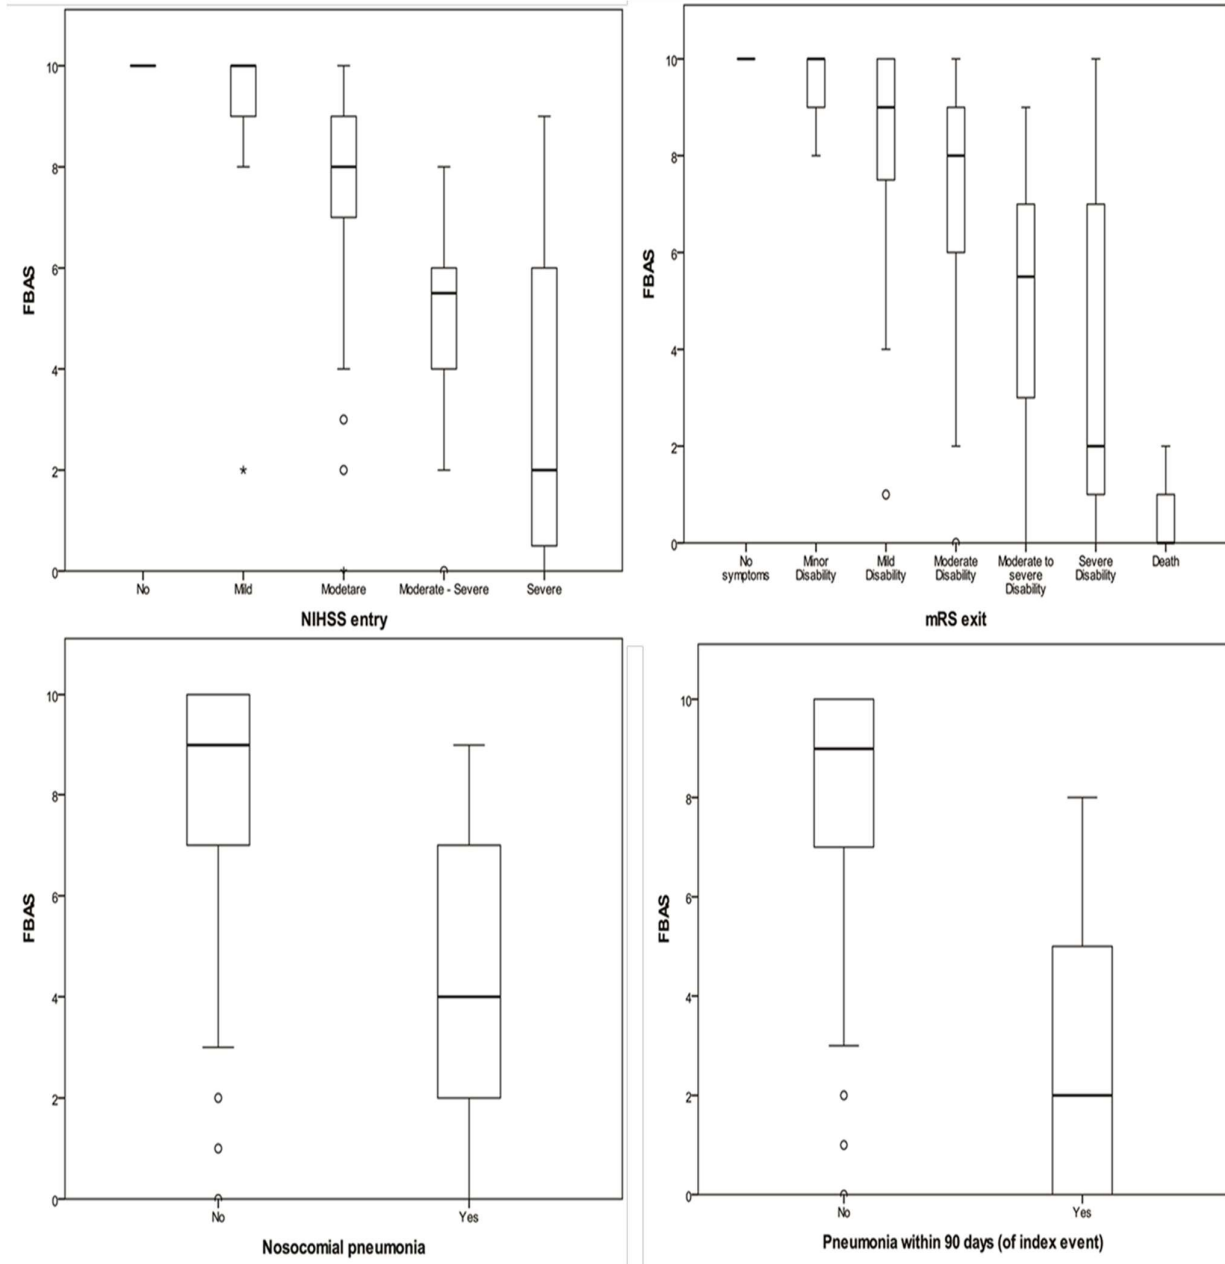 10
8
6
4
2
0
FBAS
No Mild Modetare Moderate - Severe Severe
NIHSS entry
10
8
6
4
2
0
FBAS
No symptoms
Minor Disability
Mild Disability
Moderate Disability
Moderate to severe Disability
Severe Disability
Death
mRS exit
10
8
6
4
2
0
FBAS
No Yes
Nosocomial pneumonia
10
8
6
4
2
0
FBAS
No Yes
Pneumonia within 90 days (of index event)